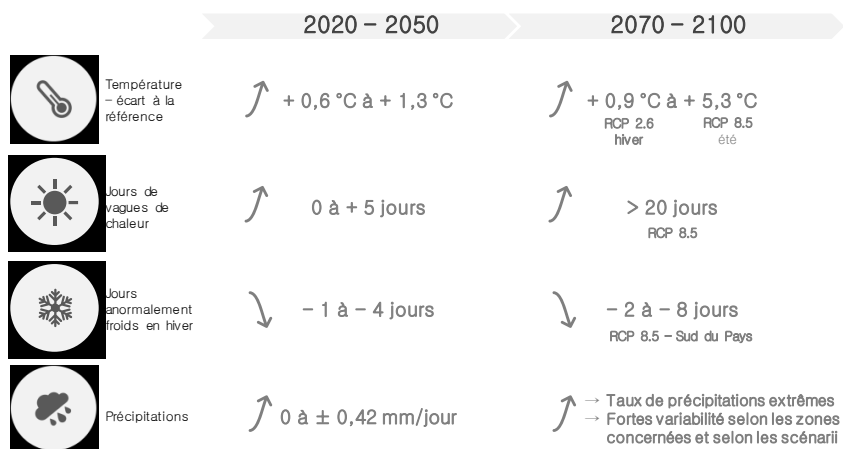 2020 – 2050
2070 – 2100
Température
– écart à la
référence
+ 0,6 °C à + 1,3 °C
+ 0,9 °C à + 5,3 °C
RCP 2.6
hiver
RCP 8.5
été
Jours de
vagues de
chaleur
0 à + 5 jours
> 20 jours
RCP 8.5
Jours
anormalement
froids en hiver
– 1 à – 4 jours
– 2 à – 8 jours
RCP 8.5 – Sud du Pays
Précipitations
0 à ± 0,42 mm/jour
→ Taux de précipitations extrêmes
→ Fortes variabilité selon les zones
concernées et selon les scénarii